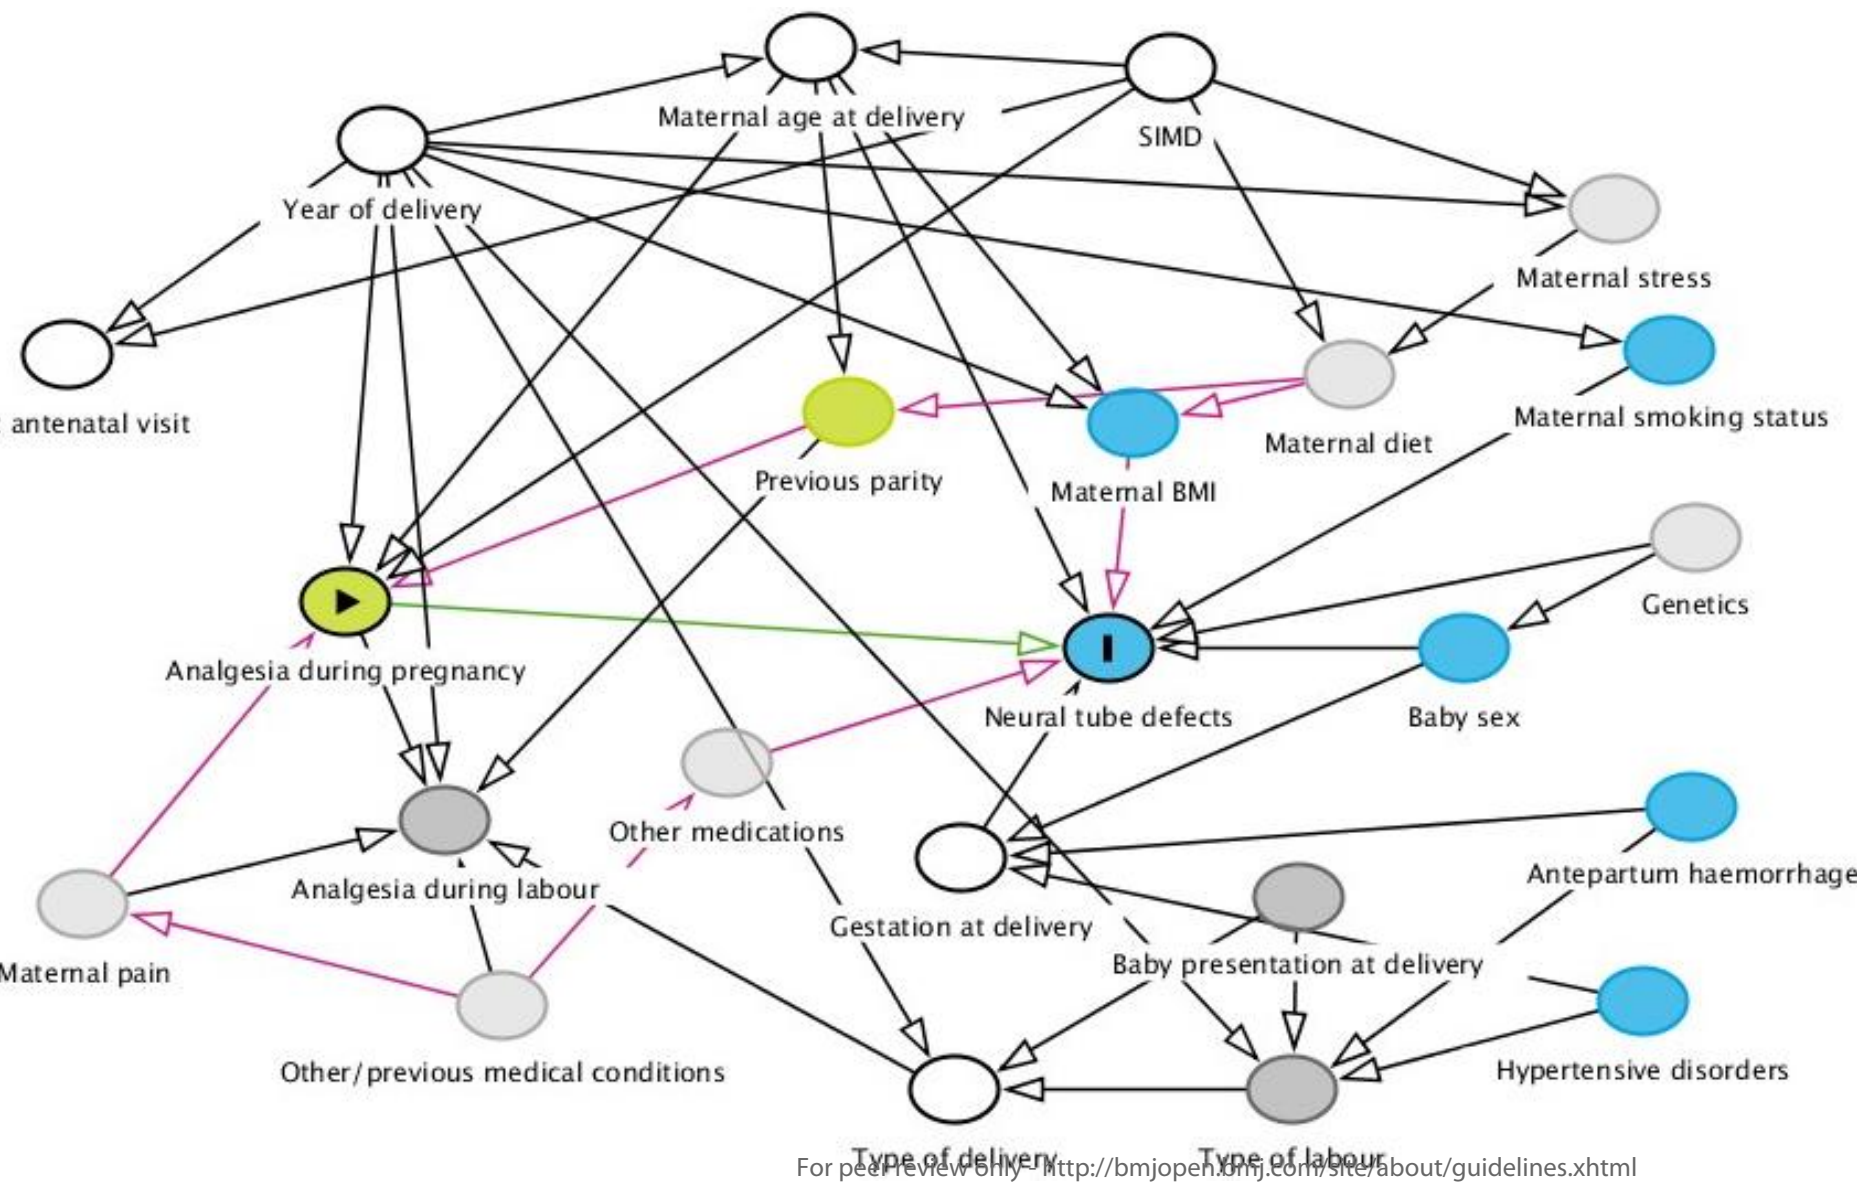 Maternal age at delivery
SIMD
Year of delivery
Maternal stress
antenatal visit
Maternal smoking status
Maternal diet
Previous parity
Maternal BMI
Genetics
Analgesia during pregnancy
Neural tube defects
Baby sex
Other medications
Antepartum haemorrhage
Analgesia during labour
Gestation at delivery
Baby presentation at delivery
Maternal pain
Other/previous medical conditions
Hypertensive disorders
Type of delivery
Type of labour
For peer review only - http://bmjopen.bmj.com/site/about/guidelines.xhtml